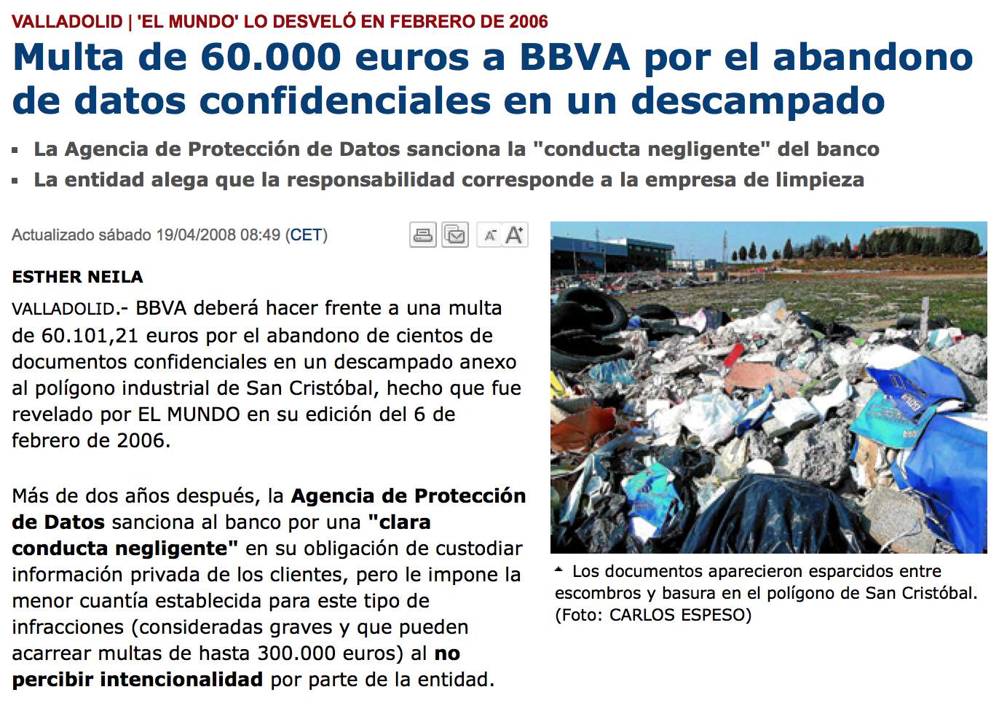 VALLADOLID | 'EL MUNDO' LO DESVELÓ EN FEBRERO DE 2006
Multa de 60.000 euros a BBVA por el abandono
de datos confidenciales en un descampado
La Agencia de Protección de Datos sanciona la "conducta negligente" del banco
La entidad alega que la responsabilidad corresponde a la empresa de limpieza
Actualizado sábado 19/04/2008 08:49 (CET)
A- A+
ESTHER NEILA
VALLADOLID.- BBVA deberá hacer frente a una multa
de 60.101,21 euros por el abandono de cientos de
documentos confidenciales en un descampado anexo
al polígono industrial de San Cristóbal, hecho que fue
revelado por EL MUNDO en su edición del 6 de
febrero de 2006.
Más de dos años después, la Agencia de Protección
de Datos sanciona al banco por una "clara
conducta negligente" en su obligación de custodiar
información privada de los clientes, pero le impone la
menor cuantía establecida para este tipo de
infracciones (consideradas graves y que pueden
acarrear multas de hasta 300.000 euros) al no
percibir intencionalidad por parte de la entidad.
Los documentos aparecieron esparcidos entre
escombros y basura en el polígono de San Cristóbal.
(Foto: CARLOS ESPESO)